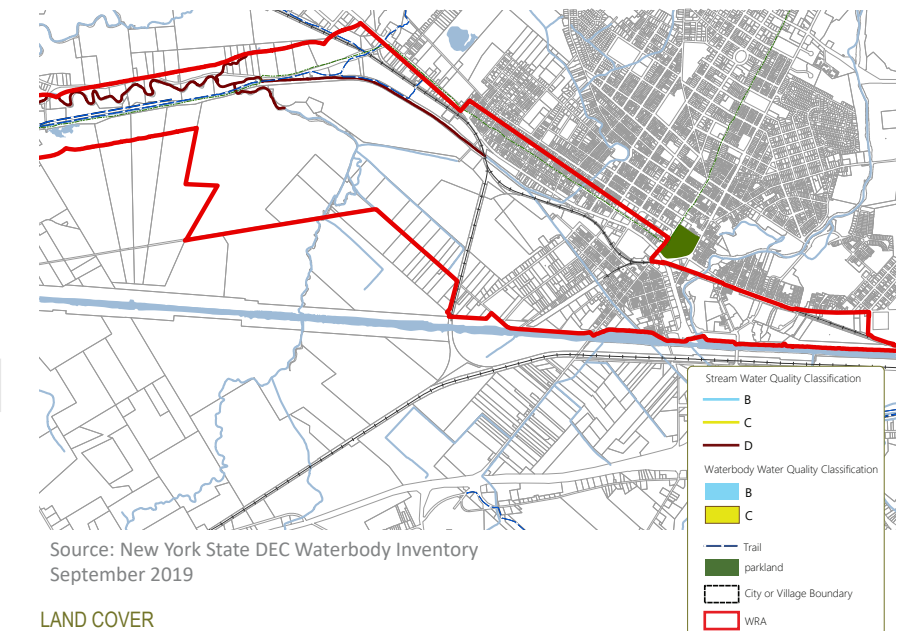 Stream Water Quality Classification
B
C
D
Waterbody Water Quality Classification
B
C
Trail
parkland
City or Village Boundary
WRA
Source: New York State DEC Waterbody Inventory
September 2019
LAND COVER